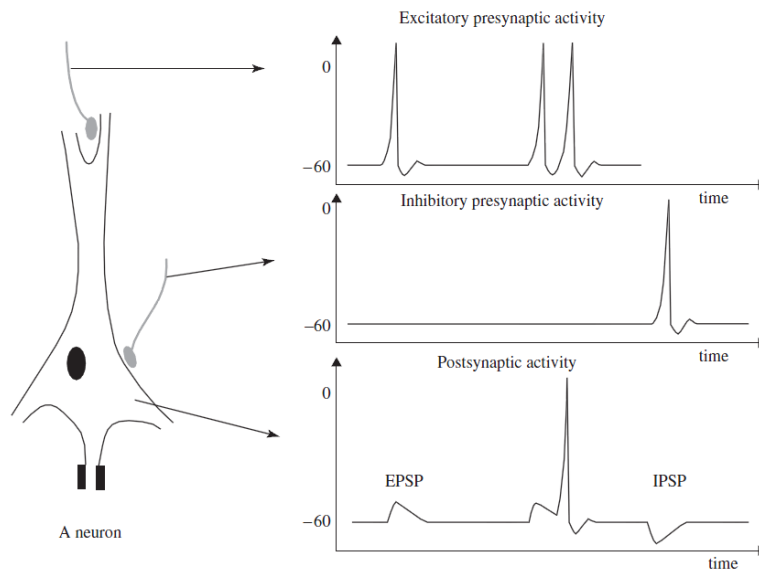 Excitatory presynaptic activity
0
−60
time
Inhibitory presynaptic activity
0
−60
time
Postsynaptic activity
0
EPSP
IPSP
−60
time
A neuron